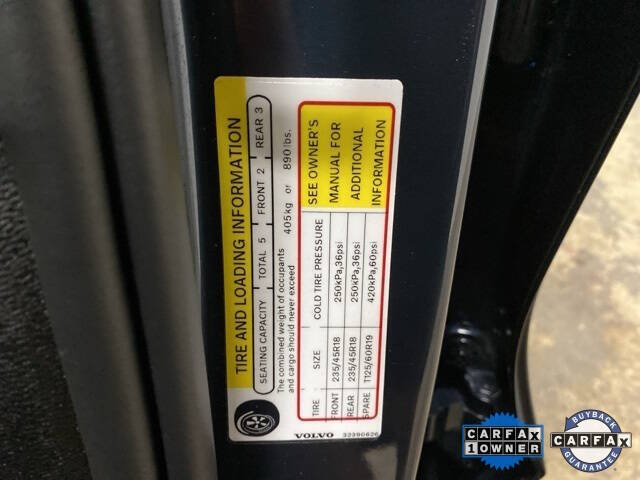 TIRE AND LOADING INFORMATION
SEATING CAPACITY TOTAL 5 FRONT 2 REAR 3
The combined weight of occupants
and cargo should never exceed
405kg or 890lbs.
TIRE SIZE COLD TIRE PRESSURE
FRONT 235/45R18 250kPa,36psi
REAR 235/45R18 250kPa,36psi
SPARE T125/60R19 420kPa,60psi
SEE OWNER'S
MANUAL FOR
ADDITIONAL
INFORMATION
VOLVO 32390626
CARFAX
1 OWNER
BUYBACK
CARFAX
GUARANTEE